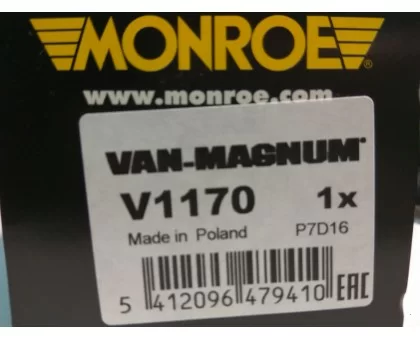 MONROE®
www.monroe.com
VAN-MAGNUM®
V1170 1x
Made in Poland P7D16
5 412096 479410 EAC